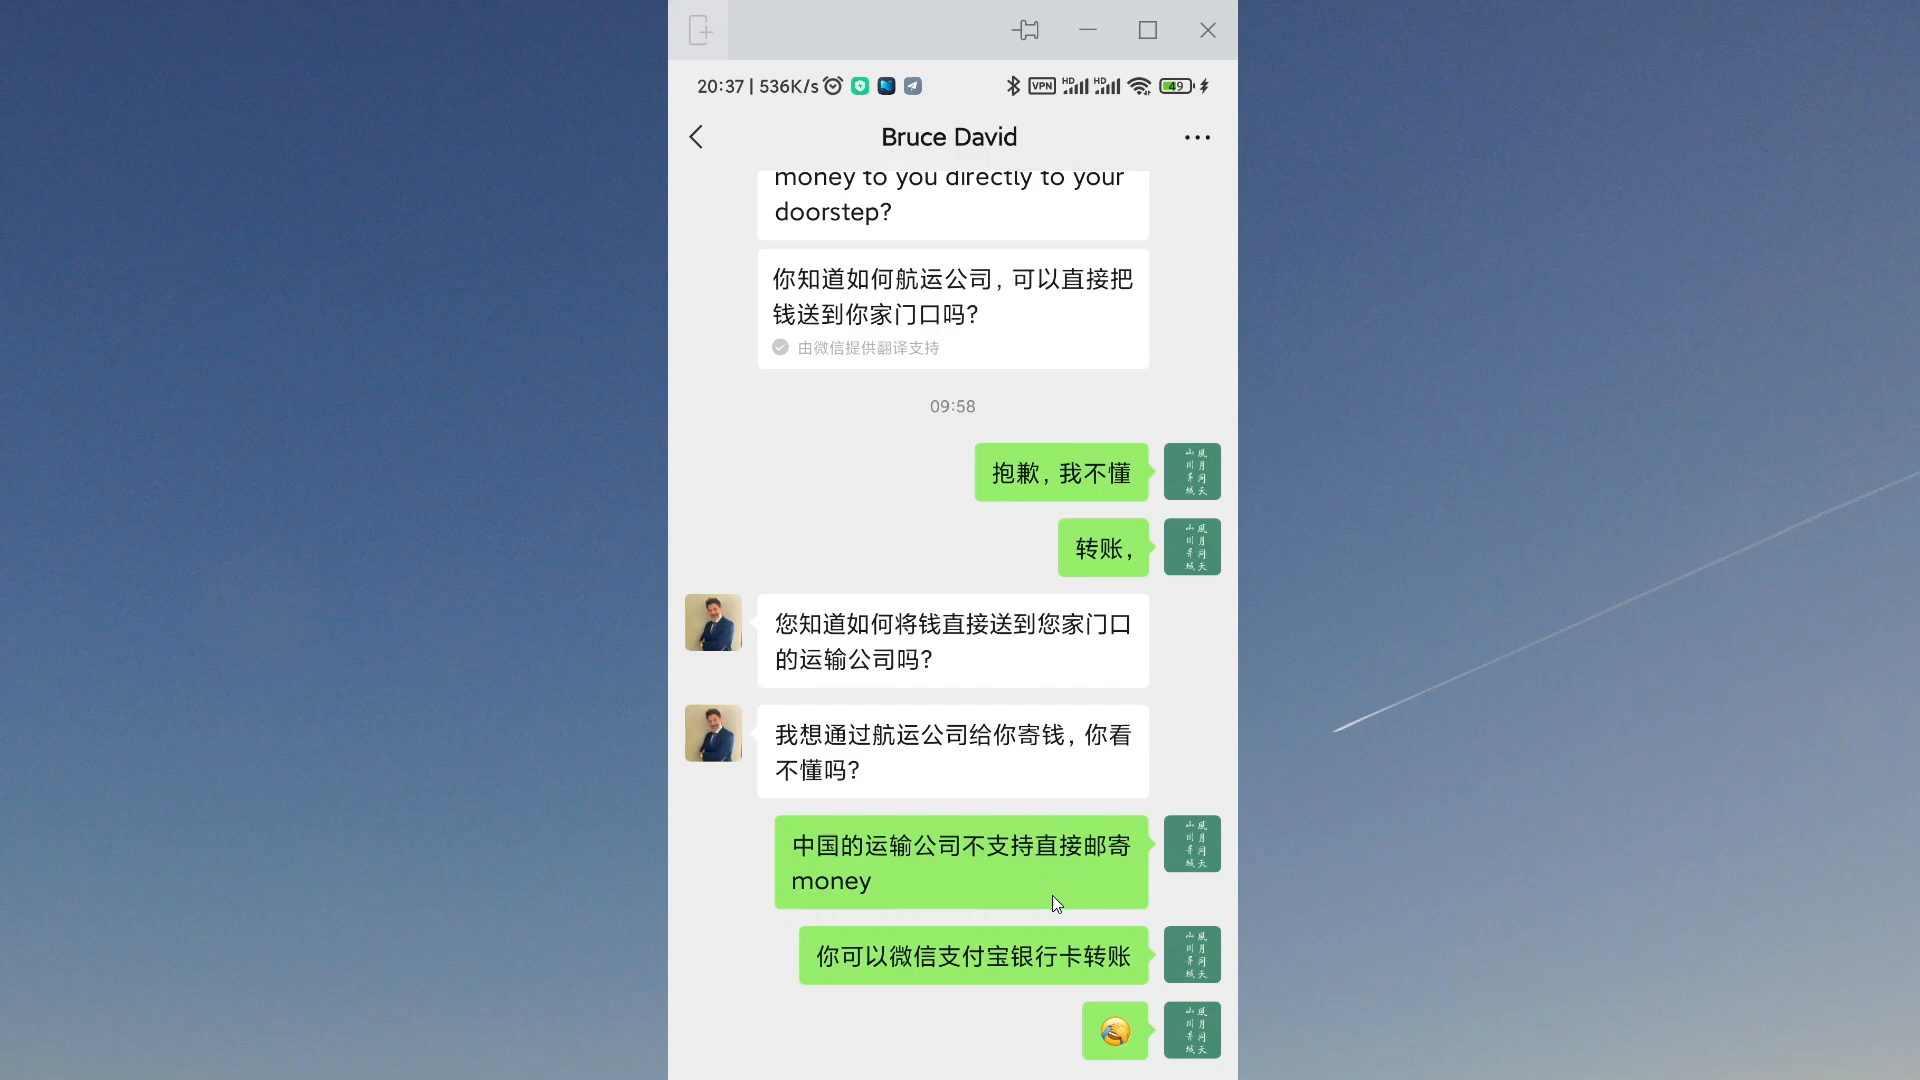 20:37 | 536K/s
VPN HD HD 49
Bruce David
money to you directly to your
doorstep?
你知道如何航运公司，可以直接把
钱送到你家门口吗？
由微信提供翻译支持
09:58
抱歉，我不懂
转账，
您知道如何将钱直接送到您家门口
的运输公司吗？
我想通过航运公司给你寄钱，你看
不懂吗？
中国的运输公司不支持直接邮寄
money
你可以微信支付宝银行卡转账